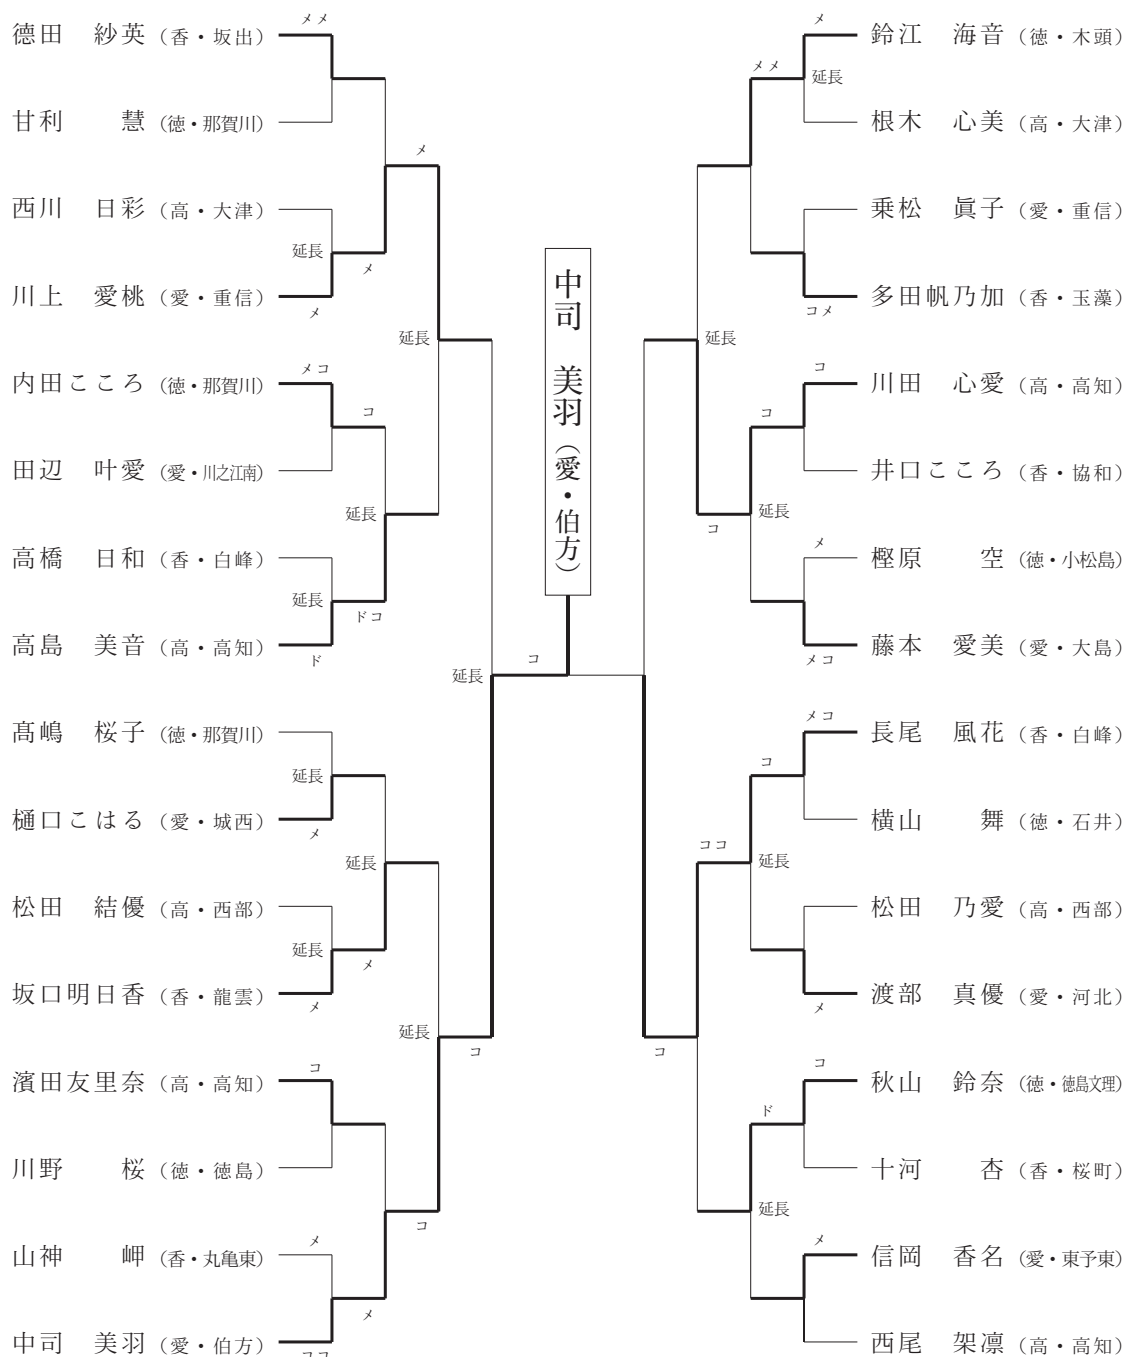 メメ
德田　紗英（香・坂出）
甘利　　慧（徳・那賀川）
メ
西川　日彩（高・大津）
延長
メ
川上　愛桃（愛・重信）
メ
延長
メコ
内田こころ（徳・那賀川）
コ
田辺　叶愛（愛・川之江南）
延長
高橋　日和（香・白峰）
延長
ドコ
高島　美音（高・高知）
ド
延長
コ
髙嶋　桜子（徳・那賀川）
延長
樋口こはる（愛・城西）
メ
延長
松田　結優（高・西部）
延長
メ
坂口明日香（香・龍雲）
メ
延長
コ
濱田友里奈（高・高知）
コ
川野　　桜（徳・徳島）
コ
山神　　岬（香・丸亀東）
メ
メ
中司　美羽（愛・伯方）
ココ
中司　美羽（愛・伯方）
メ
鈴江　海音（徳・木頭）
メメ
延長
根木　心美（高・大津）
乗松　眞子（愛・重信）
多田帆乃加（香・玉藻）
コメ
延長
コ
川田　心愛（高・高知）
コ
井口こころ（香・協和）
延長
コ
メ
樫原　　空（徳・小松島）
藤本　愛美（愛・大島）
メコ
メコ
長尾　風花（香・白峰）
コ
横山　　舞（徳・石井）
ココ
延長
松田　乃愛（高・西部）
渡部　真優（愛・河北）
メ
コ
コ
秋山　鈴奈（徳・徳島文理）
ド
十河　　杏（香・桜町）
延長
メ
信岡　香名（愛・東予東）
西尾　架凛（高・高知）